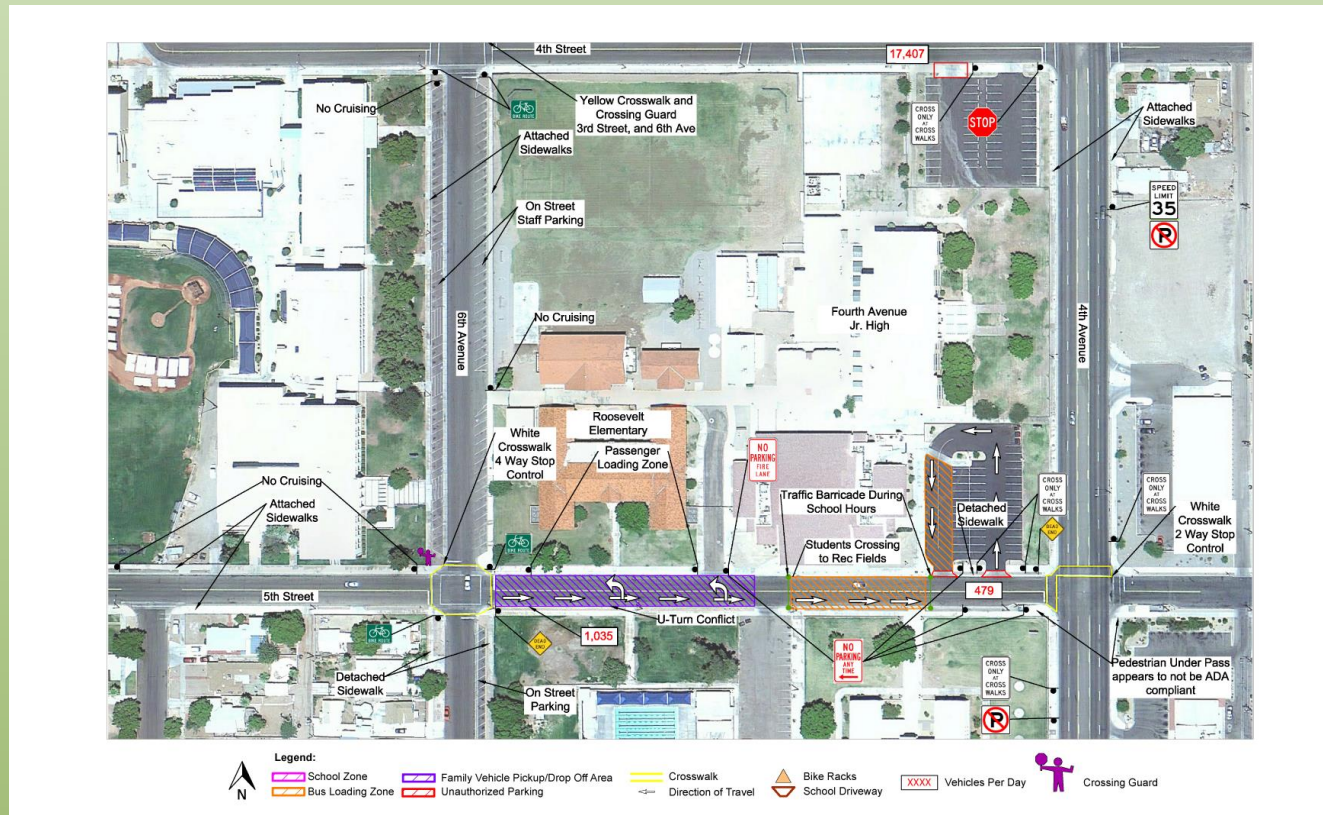 4th Street
17,407
No Cruising
BIKE ROUTE
Yellow Crosswalk and
Crossing Guard
3rd Street, and 6th Ave
CROSS
ONLY
AT
CROSS
WALKS
STOP
Attached
Sidewalks
Attached
Sidewalks
SPEED
LIMIT
35
P
On Street
Staff Parking
6th Avenue
4th Avenue
No Cruising
Fourth Avenue
Jr. High
Roosevelt
Elementary
White
Crosswalk
4 Way Stop
Control
Passenger
Loading Zone
NO
PARKING
FIRE
LANE
No Cruising
Attached
Sidewalks
Traffic Barricade During
School Hours
Detached
Sidewalk
CROSS
ONLY
AT
CROSS
WALKS
CROSS
ONLY
AT
CROSS
WALKS
White
Crosswalk
2 Way Stop
Control
DEAD
END
BIKE ROUTE
Students Crossing
to Rec Fields
5th Street
479
U-Turn Conflict
BIKE ROUTE
1,035
DEAD
END
NO
PARKING
ANY
TIME
Detached
Sidewalk
On Street
Parking
CROSS
ONLY
AT
CROSS
WALKS
Pedestrian Under Pass
appears to not be ADA
compliant
P
Legend:
N
School Zone
Bus Loading Zone
Family Vehicle Pickup/Drop Off Area
Unauthorized Parking
Crosswalk
Direction of Travel
Bike Racks
School Driveway
XXXX
Vehicles Per Day
Crossing Guard